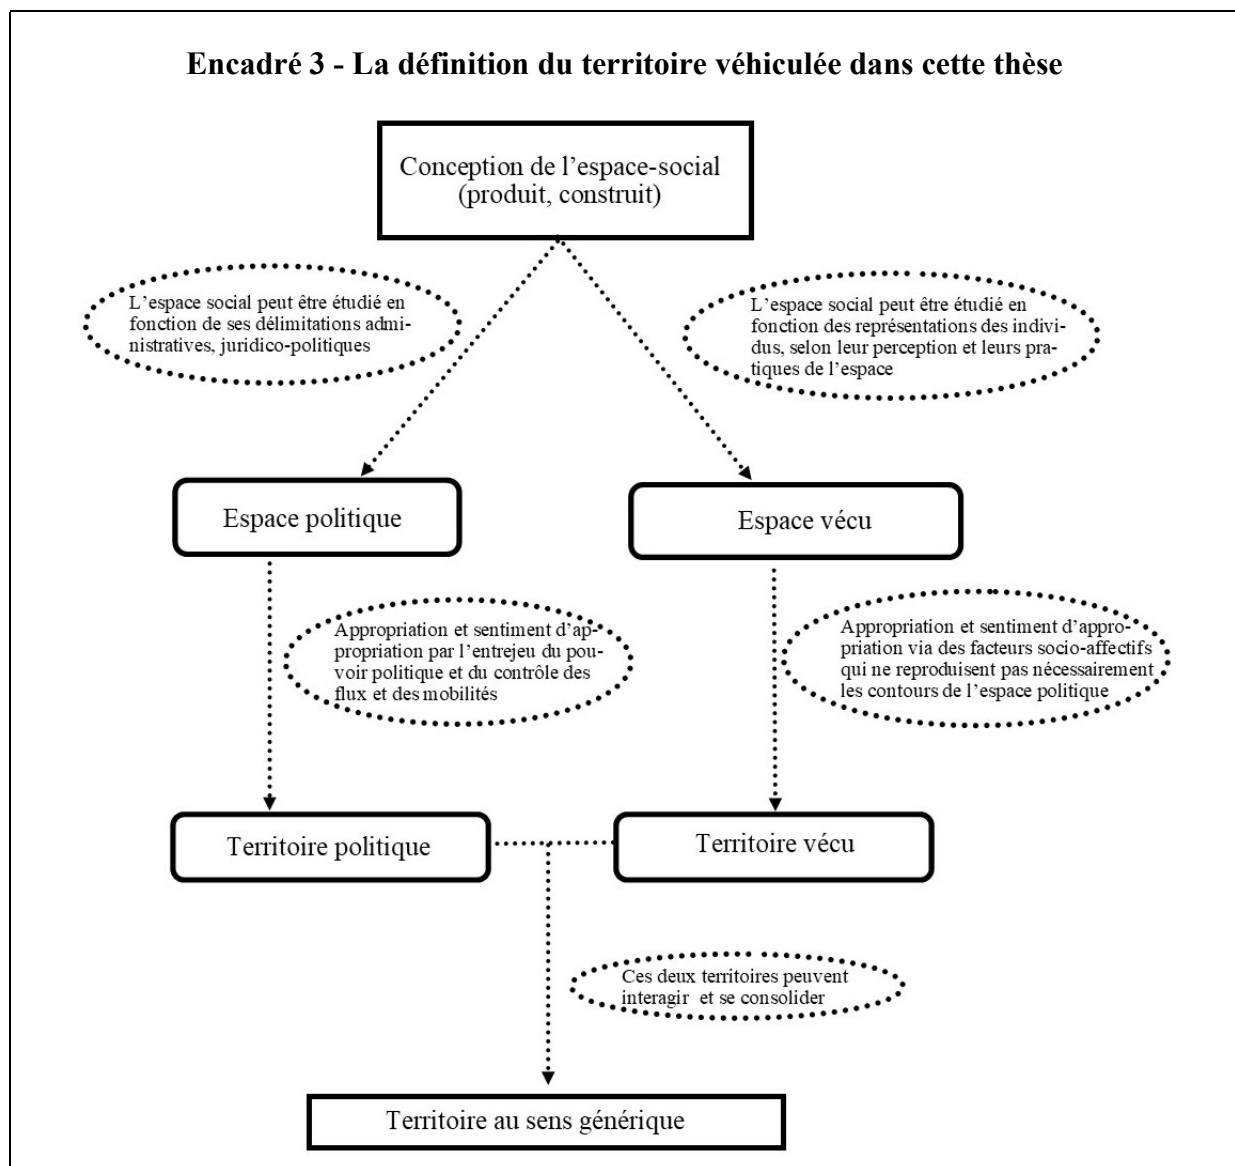 Encadré 3 - La définition du territoire véhiculée dans cette thèse
Conception de l'espace-social
(produit, construit)
L'espace social peut être étudié en
fonction de ses délimitations admi-
nistratives, juridico-politiques
L'espace social peut être étudié en
fonction des représentations des individ-
dus, selon leur perception et leurs pra-
tiques de l'espace
Espace politique
Espace vécu
Appropriation et sentiment d'ap-
propriation par l'entrejeu du pou-
voir politique et du contrôle des
flux et des mobilités
Appropriation et sentiment d'appro-
priation via des facteurs socio-affectifs
qui ne reproduisent pas nécessairement
les contours de l'espace politique
Territoire politique
Territoire vécu
Ces deux territoires peuvent
interagir et se consolider
Territoire au sens générique